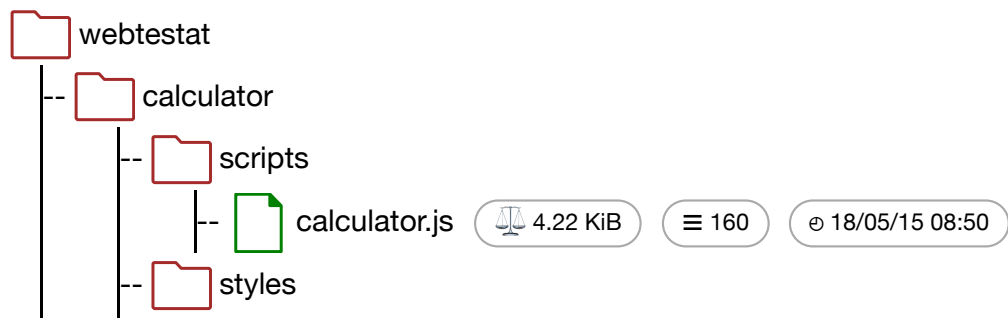 webtestat
-- calculator
-- scripts
-- calculator.js 4.22 KiB 160 18/05/15 08:50
-- styles